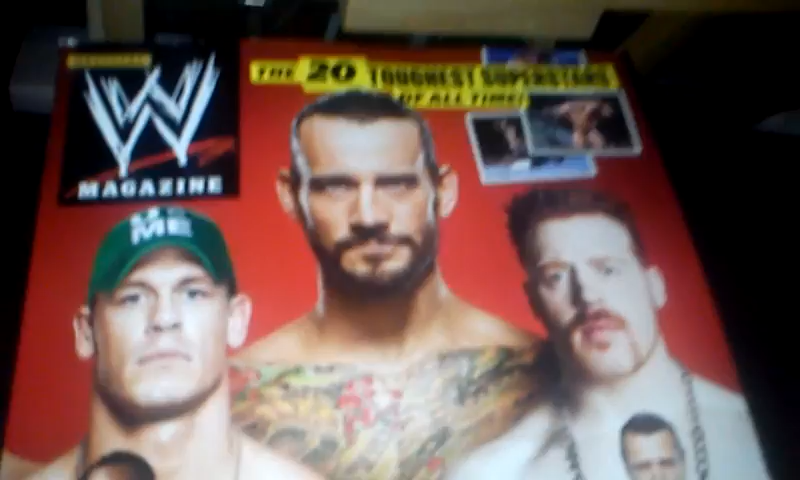 W
MAGAZINE
THE 20 TOUGHEST SUPERSTARS
OF ALL TIME!
ME